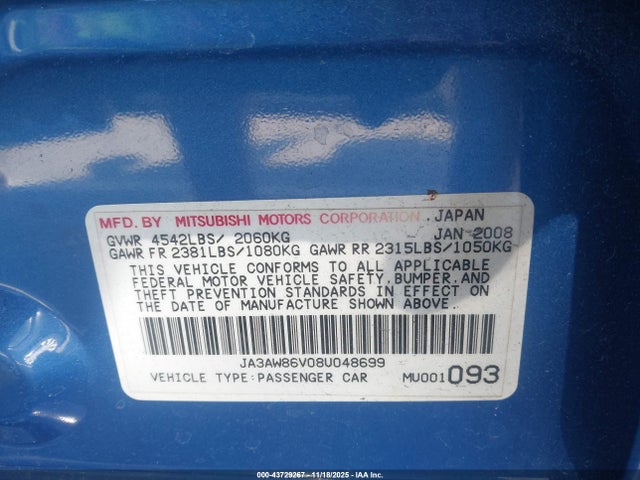 MFD. BY MITSUBISHI MOTORS CORPORATION., JAPAN
GVWR 4542LBS/ 2060KG JAN 2008
GAWR FR 2381LBS/1080KG GAWR RR 2315LBS/1050KG
THIS VEHICLE CONFORMS TO ALL APPLICABLE
FEDERAL MOTOR VEHICLE SAFETY,BUMPER,AND
THEFT PREVENTION STANDARDS IN EFFECT ON
THE DATE OF MANUFACTURE SHOWN ABOVE.
JA3AW86V08U048699
VEHICLE TYPE:PASSENGER CAR MU001093
000-43729267 - 11/18/2025 - IAA Inc.